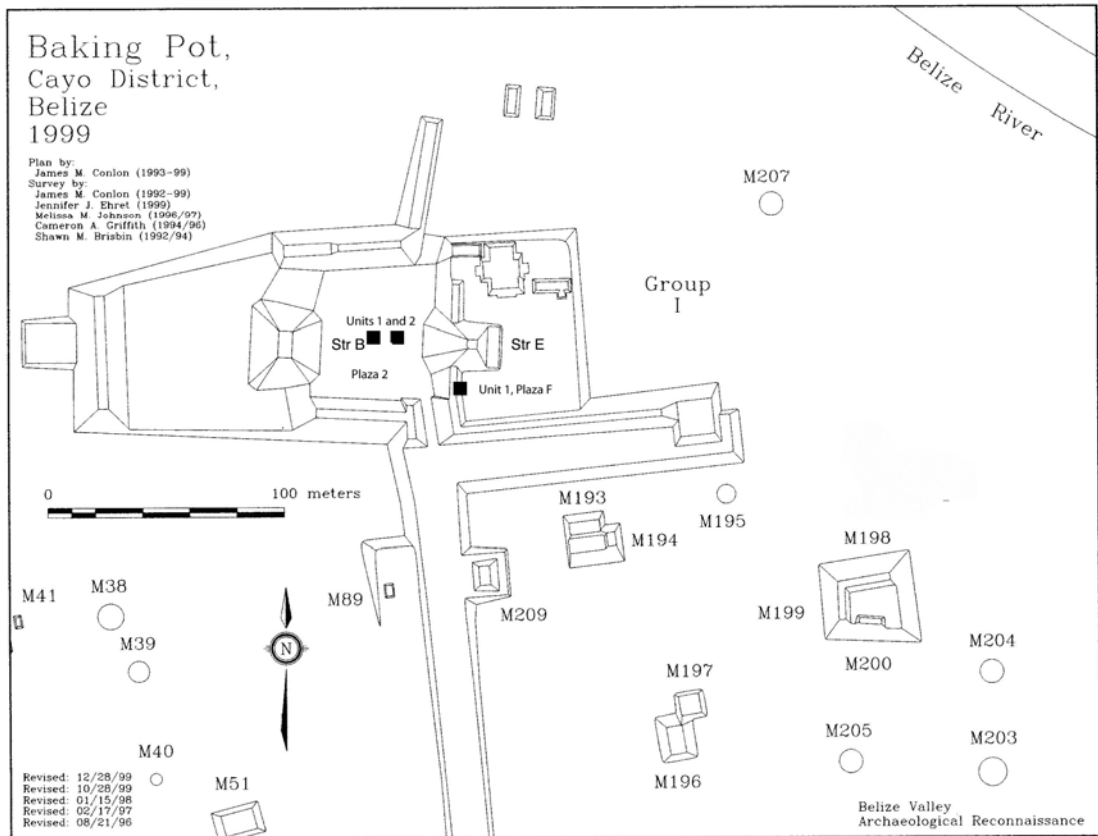 Baking Pot,
Cayo District,
Belize
1999
Plan by:
James M. Conlon (1993-99)
Survey by:
James M. Conlon (1992-99)
Jennifer J. Ehret (1999)
Melissa M. Johnson (1996/97)
Cameron A. Griffith (1994/96)
Shawn M. Brisbin (1992/94)
Belize River
M207
Group
I
Units 1 and 2
Str B
Str E
Plaza 2
Unit 1, Plaza F
0 100 meters
M193
M195
M194
M198
M41
M38
M89
M209
M199
M39
M200
M204
M197
M40
M205
M203
M51
M196
Revised: 12/28/99
Revised: 10/28/99
Revised: 01/15/98
Revised: 02/17/97
Revised: 08/21/96
N
Belize Valley
Archaeological Reconnaissance